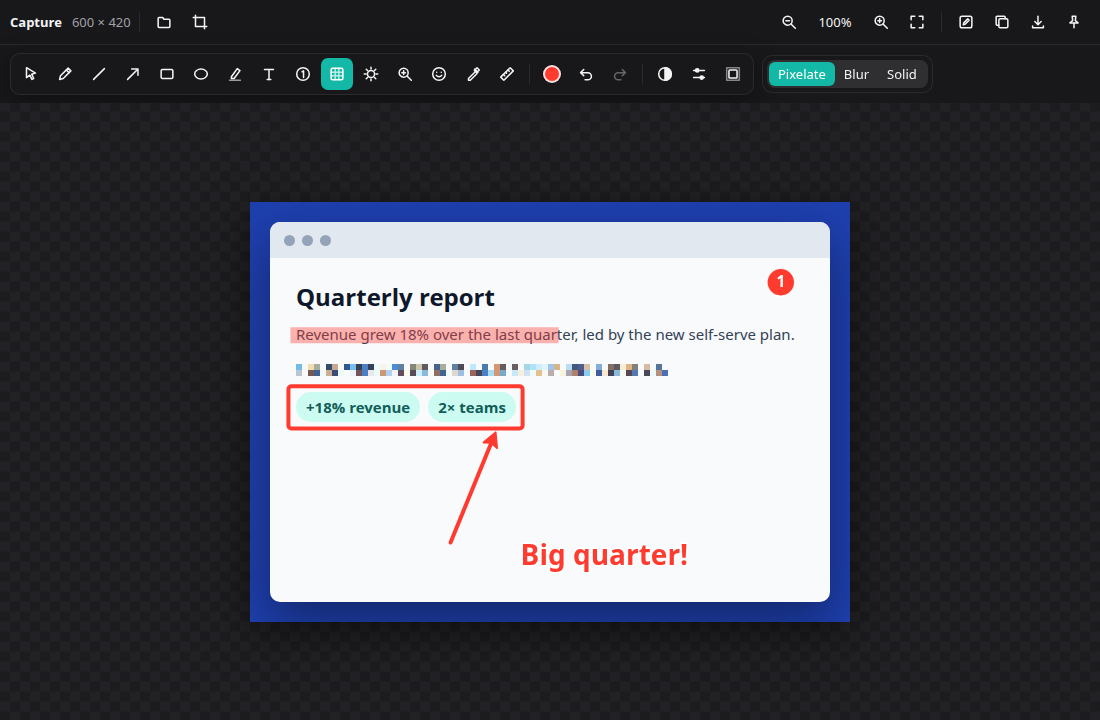 Capture 600 × 420
100%
Pixelate Blur Solid
1
Quarterly report
Revenue grew 18% over the last quarter, led by the new self-serve plan.
+18% revenue 2× teams
Big quarter!